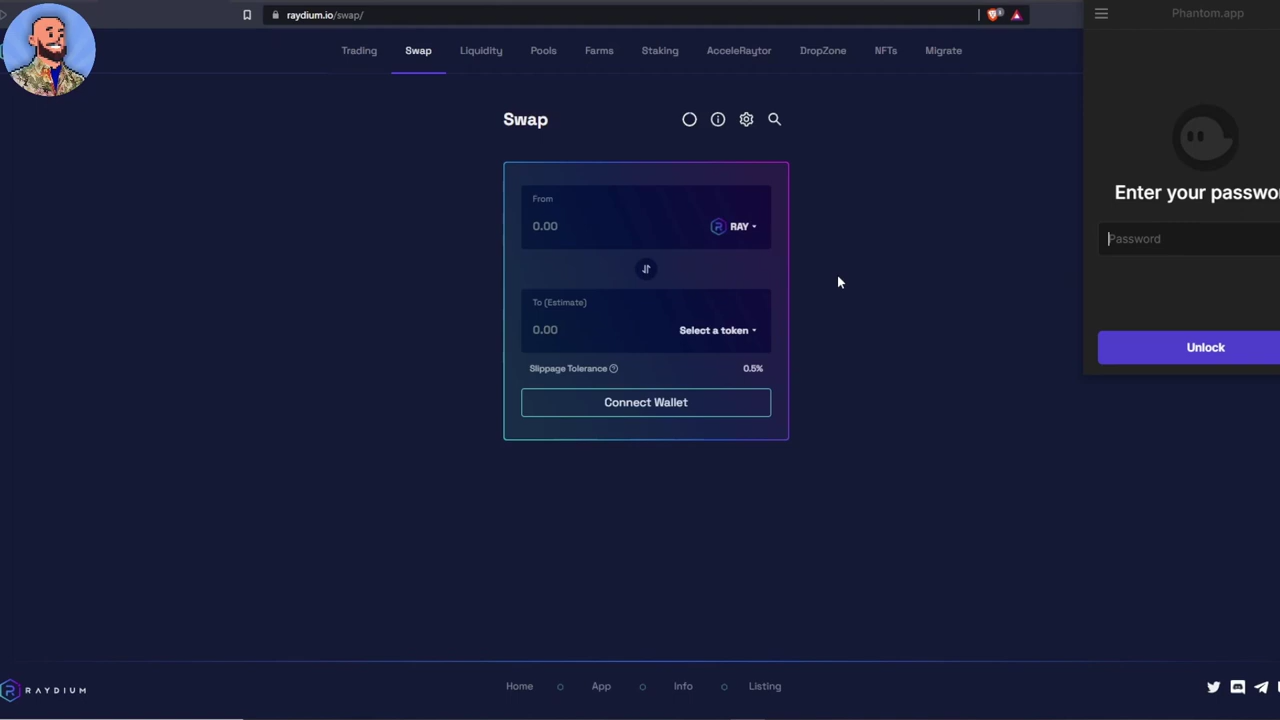 raydium.io/swap/
Phantom.app
Trading Swap Liquidity Pools Farms Staking AcceleRaytor DropZone NFTs Migrate
Swap
Enter your passwo
From
0.00 RAY
Password
To (Estimate)
0.00 Select a token
Unlock
Slippage Tolerance 0.5%
Connect Wallet
RAYDIUM
Home App Info Listing